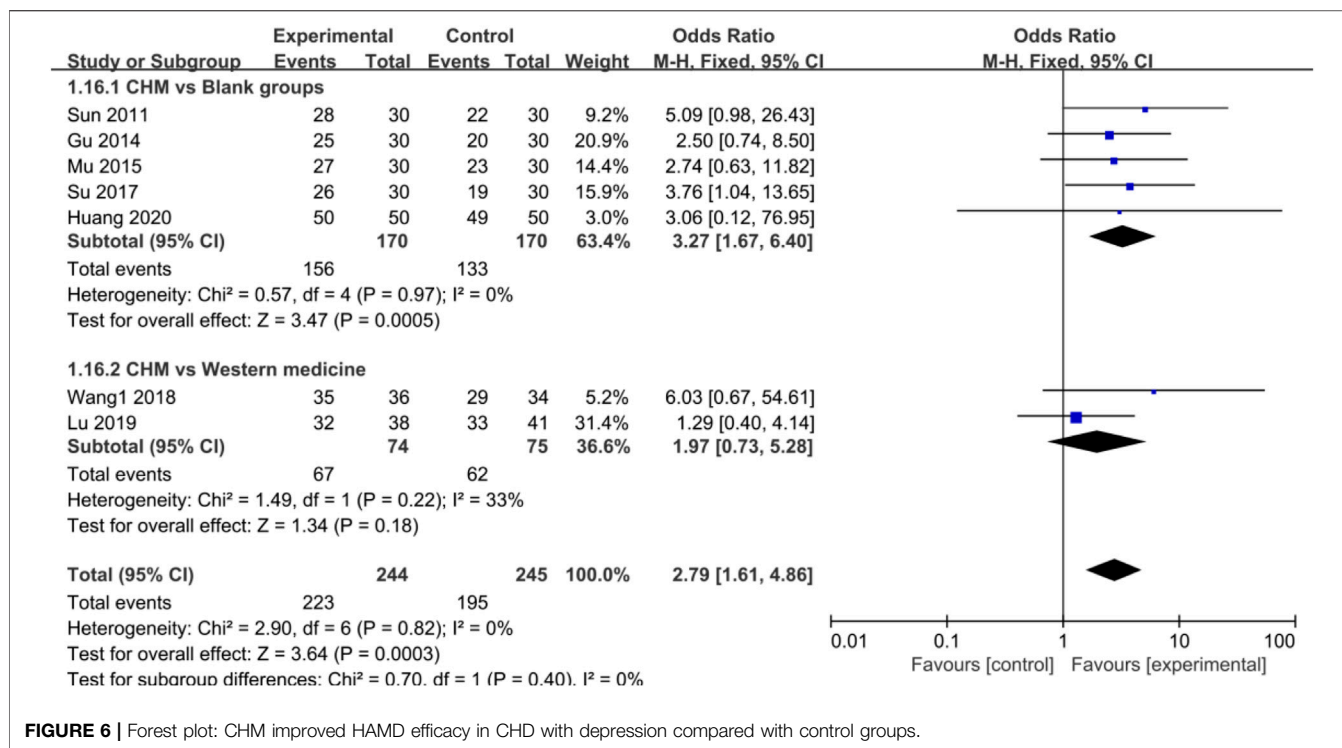 Experimental Control Odds Ratio Odds Ratio
Study or Subgroup Events Total Events Total Weight M-H, Fixed, 95% CI M-H, Fixed, 95% CI
1.16.1 CHM vs Blank groups
Sun 2011 28 30 22 30 9.2% 5.09 [0.98, 26.43]
Gu 2014 25 30 20 30 20.9% 2.50 [0.74, 8.50]
Mu 2015 27 30 23 30 14.4% 2.74 [0.63, 11.82]
Su 2017 26 30 19 30 15.9% 3.76 [1.04, 13.65]
Huang 2020 50 50 49 50 3.0% 3.06 [0.12, 76.95]
Subtotal (95% CI) 170 170 63.4% 3.27 [1.67, 6.40]
Total events 156 133
Heterogeneity: Chi² = 0.57, df = 4 (P = 0.97); I² = 0%
Test for overall effect: Z = 3.47 (P = 0.0005)
1.16.2 CHM vs Western medicine
Wang1 2018 35 36 29 34 5.2% 6.03 [0.67, 54.61]
Lu 2019 32 38 33 41 31.4% 1.29 [0.40, 4.14]
Subtotal (95% CI) 74 75 36.6% 1.97 [0.73, 5.28]
Total events 67 62
Heterogeneity: Chi² = 1.49, df = 1 (P = 0.22); I² = 33%
Test for overall effect: Z = 1.34 (P = 0.18)
Total (95% CI) 244 245 100.0% 2.79 [1.61, 4.86]
Total events 223 195
Heterogeneity: Chi² = 2.90, df = 6 (P = 0.82); I² = 0%
Test for overall effect: Z = 3.64 (P = 0.0003)
Test for subgroup differences: Chi² = 0.70, df = 1 (P = 0.40), I² = 0%
0.01 0.1 1 10 100
Favours [control] Favours [experimental]
FIGURE 6 | Forest plot: CHM improved HAMD efficacy in CHD with depression compared with control groups.